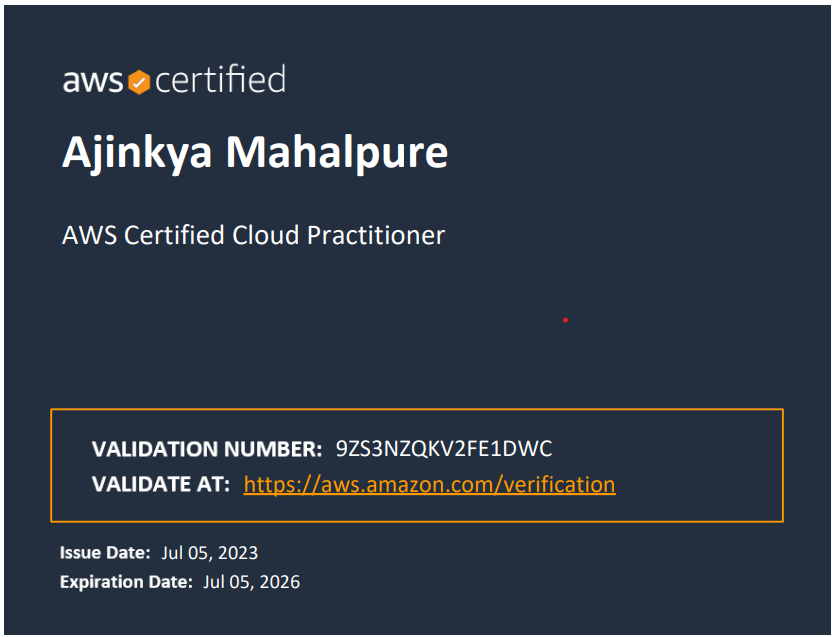 aws certified
Ajinkya Mahalpure
AWS Certified Cloud Practitioner
VALIDATION NUMBER: 9ZS3NZQKV2FE1DWC
VALIDATE AT: https://aws.amazon.com/verification
Issue Date: Jul 05, 2023
Expiration Date: Jul 05, 2026